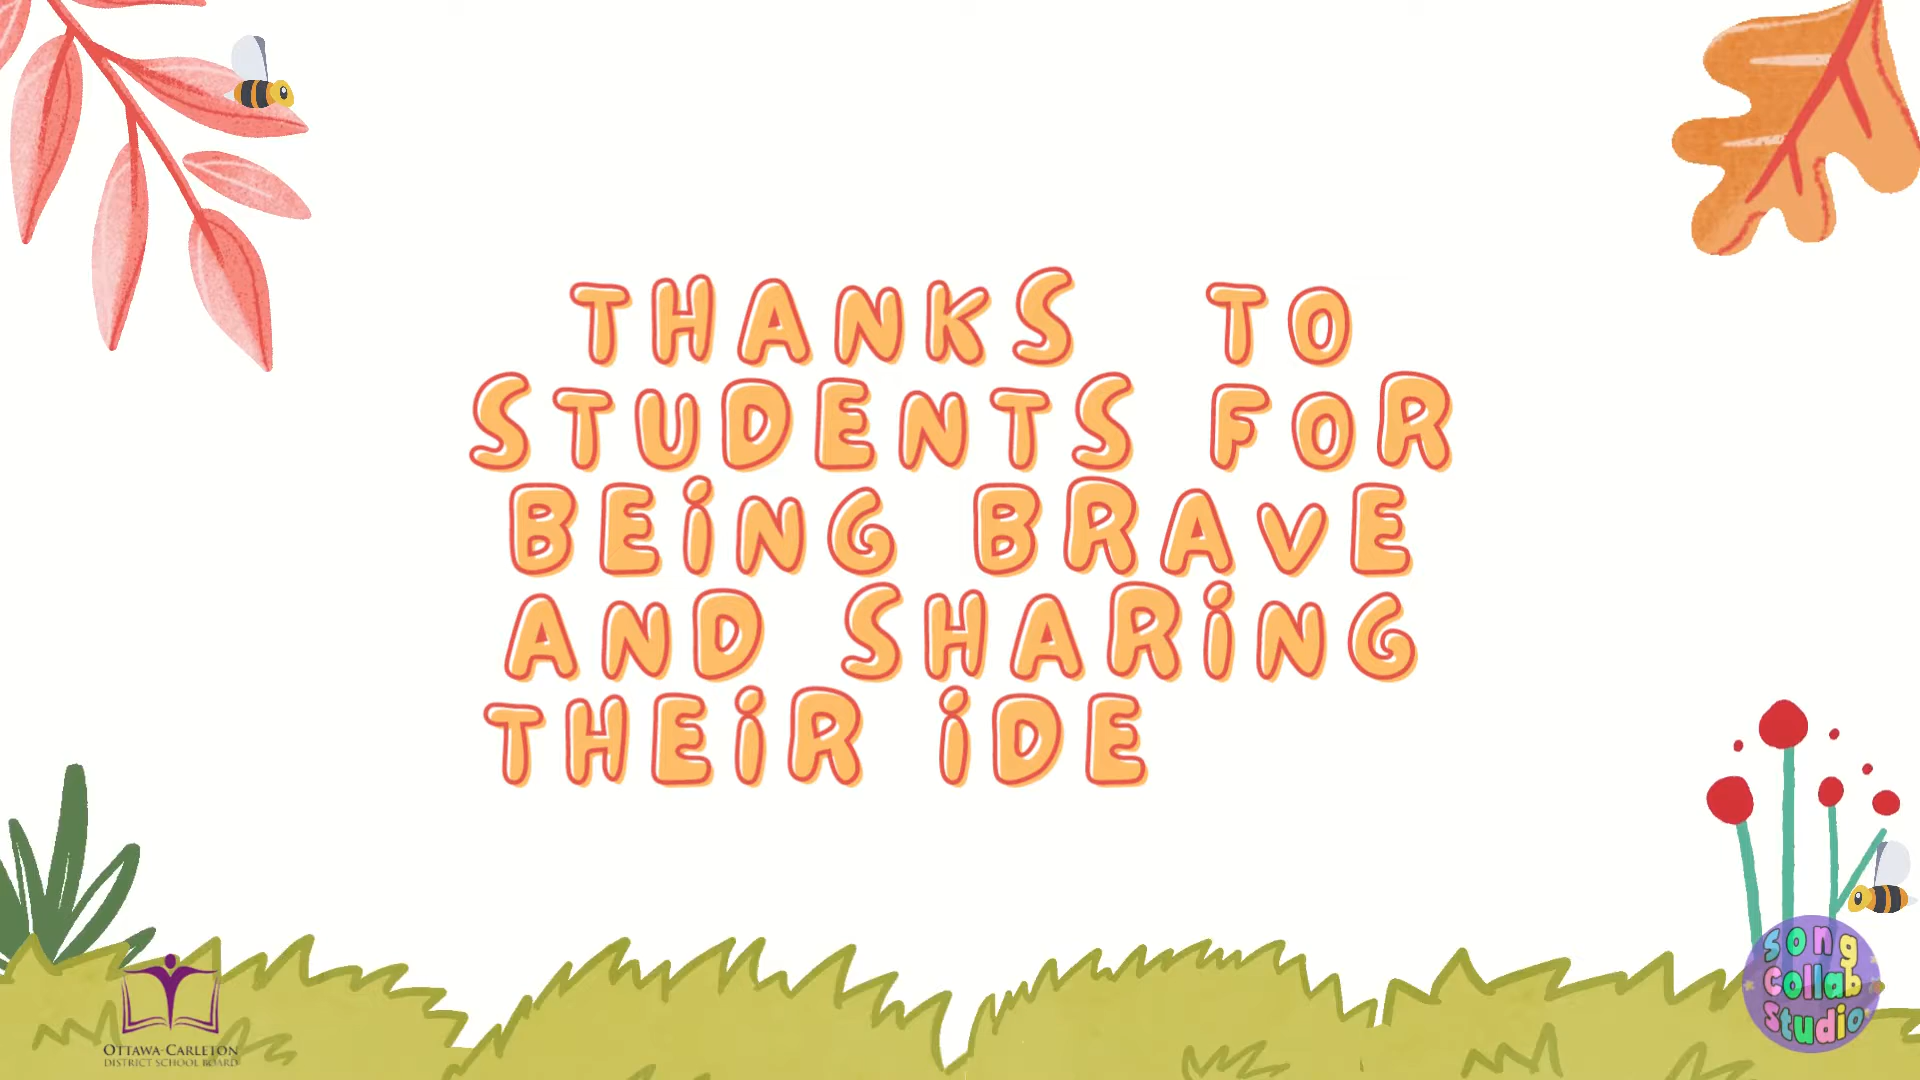 THANKS TO
STUDENTS FOR
BEING BRAVE
AND SHARING
THEIR IDE
OTTAWA-CARLETON
DISTRICT SCHOOL BOARD
Song
Collab
Studio